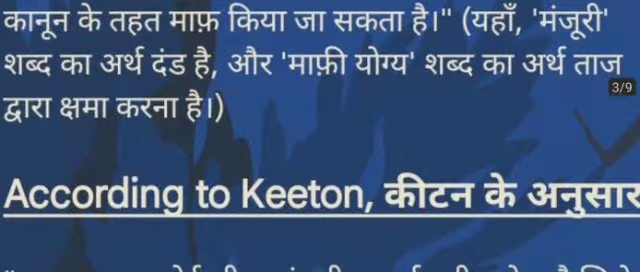 कानून के तहत माफ़ किया जा सकता है।" (यहाँ, 'मंजूरी'
शब्द का अर्थ दंड है, और 'माफ़ी योग्य' शब्द का अर्थ ताज
3/9
द्वारा क्षमा करना है।)
According to Keeton, कीटन के अनुसार